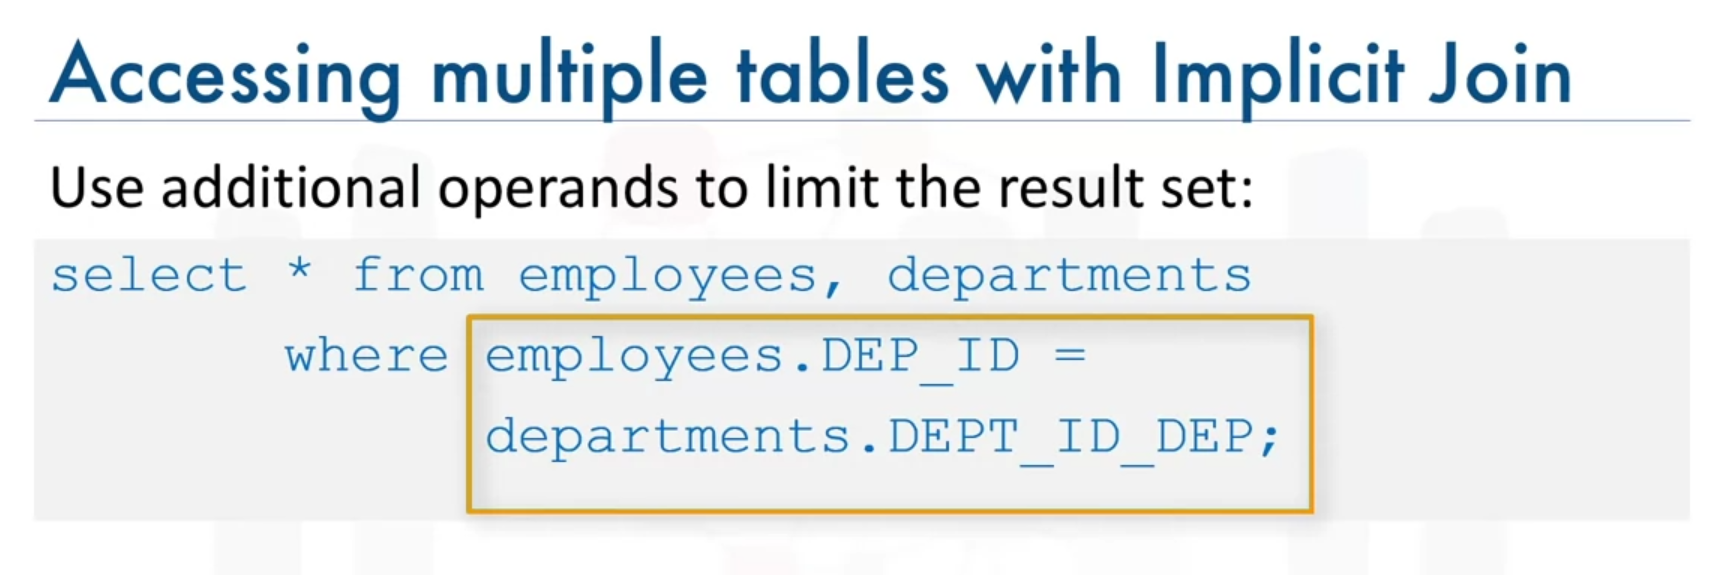 Accessing multiple tables with Implicit Join
Use additional operands to limit the result set:
select * from employees, departments
where employees.DEP_ID =
departments.DEPT_ID_DEP;